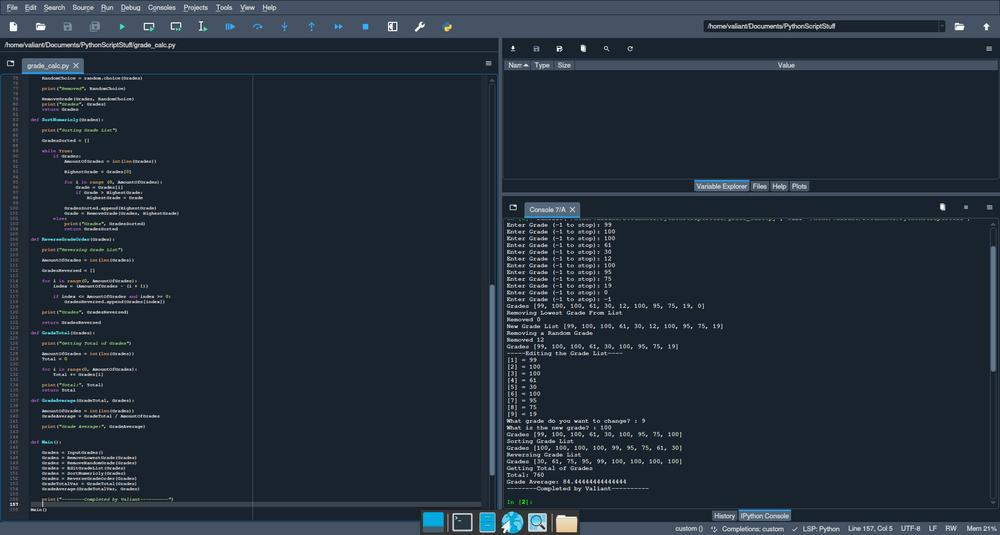 File Edit Search Source Run Debug Consoles Projects Tools View Help
/home/valiant/Documents/PythonScriptStuff
/home/valiant/Documents/PythonScriptStuff/grade_calc.py
grade_calc.py
75 RandomChoice = random.choice(Grades)
76
77 print("Removed", RandomChoice)
78
79 RemoveGrade(Grades, RandomChoice)
80 print("Grades", Grades)
81 return Grades
82
83 def SortNumericly(Grades):
84
85 print("Sorting Grade List")
86
87 GradesSorted = []
88
89 while True:
90 if Grades:
91 AmountOfGrades = int(len(Grades))
92
93 HighestGrade = Grades[0]
94
95 for i in range (0, AmountOfGrades):
96 Grade = Grades[i]
97 if Grade > HighestGrade:
98 HighestGrade = Grade
99
100 GradesSorted.append(HighestGrade)
101 Grade = RemoveGrade(Grades, HighestGrade)
102 else:
103 print("Grades", GradesSorted)
104 return GradesSorted
105
106 def ReverseGradeOrder(Grades):
107
108 print("Reversing Grade List")
109
110 AmountOfGrades = int(len(Grades))
111
112 GradesReversed = []
113
114 for i in range(0, AmountOfGrades):
115 index = (AmountOfGrades - (i + 1))
116
117 if index <= AmountOfGrades and index >= 0:
118 GradesReversed.append(Grades[index])
119
120 print("Grades", GradesReversed)
121
122 return GradesReversed
123
124 def GradeTotal(Grades):
125
126 print("Getting Total of Grades")
127
128 AmountOfGrades = int(len(Grades))
129 Total = 0
130
131 for i in range(0, AmountOfGrades):
132 Total += Grades[i]
133
134 print("Total:", Total)
135 return Total
136
137 def GradeAverage(GradeTotal, Grades):
138
139 AmountOfGrades = int(len(Grades))
140 GradeAverage = GradeTotal / AmountOfGrades
141
142 print("Grade Average:", GradeAverage)
143
144
145 def Main():
146
147 Grades = InputGrades()
148 Grades = RemoveLowestGrade(Grades)
149 Grades = RemoveRandomGrade(Grades)
150 Grades = EditGradeList(Grades)
151 Grades = SortNumericly(Grades)
152 Grades = ReverseGradeOrder(Grades)
153 GradeTotalVar = GradeTotal(Grades)
154 GradeAverage(GradeTotalVar, Grades)
155
156 print("--------Completed by Valiant----------")
157
158 Main()
Nam Type Size Value
Variable Explorer Files Help Plots
Console 7/A
Enter Grade (-1 to stop): 99
Enter Grade (-1 to stop): 100
Enter Grade (-1 to stop): 100
Enter Grade (-1 to stop): 61
Enter Grade (-1 to stop): 30
Enter Grade (-1 to stop): 12
Enter Grade (-1 to stop): 100
Enter Grade (-1 to stop): 95
Enter Grade (-1 to stop): 75
Enter Grade (-1 to stop): 19
Enter Grade (-1 to stop): 0
Enter Grade (-1 to stop): -1
Grades [99, 100, 100, 61, 30, 12, 100, 95, 75, 19, 0]
Removing Lowest Grade From List
Removed 0
New Grade List [99, 100, 100, 61, 30, 12, 100, 95, 75, 19]
Removing a Random Grade
Removed 12
Grades [99, 100, 100, 61, 30, 100, 95, 75, 19]
-----Editing the Grade List----
[1] = 99
[2] = 100
[3] = 100
[4] = 61
[5] = 30
[6] = 100
[7] = 95
[8] = 75
[9] = 19
What grade do you want to change? : 9
What is the new grade? : 100
Grades [99, 100, 100, 61, 30, 100, 95, 75, 100]
Sorting Grade List
Grades [100, 100, 100, 100, 99, 95, 75, 61, 30]
Reversing Grade List
Grades [30, 61, 75, 95, 99, 100, 100, 100, 100]
Getting Total of Grades
Total: 760
Grade Average: 84.44444444444444
--------Completed by Valiant----------
In [2]:
History IPython Console
custom () Completions: custom LSP: Python Line 157, Col 5 UTF-8 LF RW Mem 21%